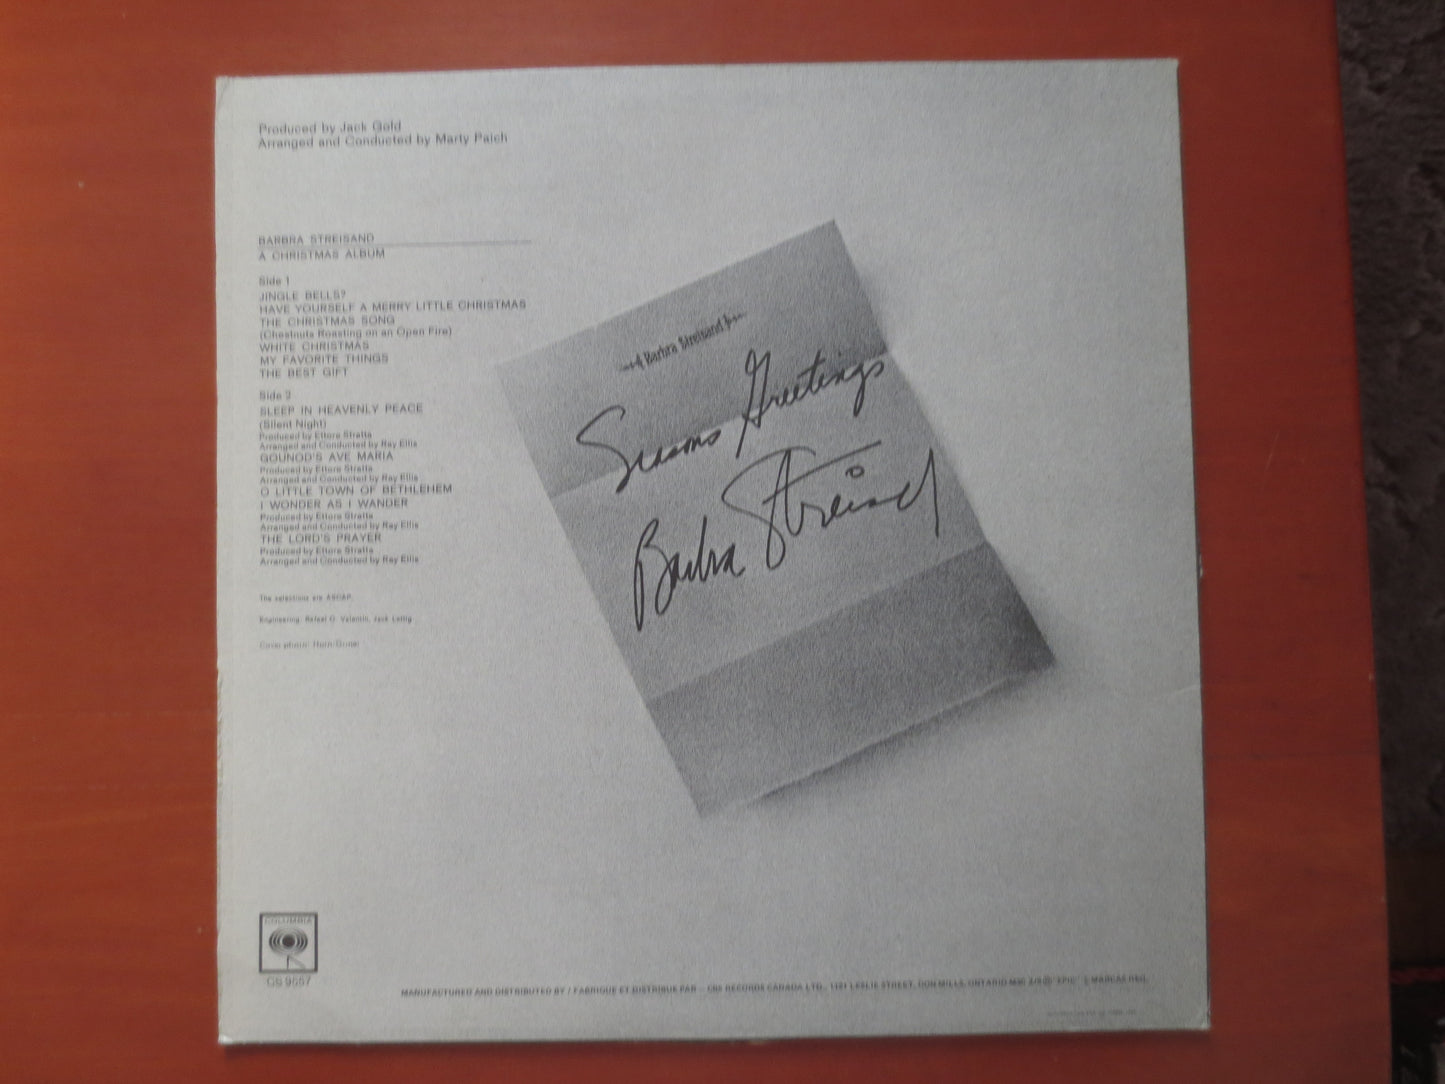 Produced by Jack Gold
Arranged and Conducted by Marty Paich
BARBRA STREISAND
A CHRISTMAS ALBUM
Side 1
JINGLE BELLS?
HAVE YOURSELF A MERRY LITTLE CHRISTMAS
THE CHRISTMAS SONG
(Chestnuts Roasting on an Open Fire)
WHITE CHRISTMAS
MY FAVORITE THINGS
THE BEST GIFT
Side 2
SLEEP IN HEAVENLY PEACE
(Silent Night)
Produced by Ettore Stratta
Arranged and Conducted by Ray Ellis
GOUNOD'S AVE MARIA
Produced by Ettore Stratta
Arranged and Conducted by Ray Ellis
O LITTLE TOWN OF BETHLEHEM
I WONDER AS I WANDER
Produced by Ettore Stratta
Arranged and Conducted by Ray Ellis
THE LORD'S PRAYER
Produced by Ettore Stratta
Arranged and Conducted by Ray Ellis
The selections are ASCAP.
Engineering: Rafael O. Valentin, Jack Lattig
Cover photo: Horn/Griner
Barbra Streisand
Seasons Greetings
Barbra Streisand
COLUMBIA
CS 9557
MANUFACTURED AND DISTRIBUTED BY / FABRIQUE ET DISTRIBUE PAR — CBS RECORDS CANADA LTD., 1121 LESLIE STREET, DON MILLS, ONTARIO